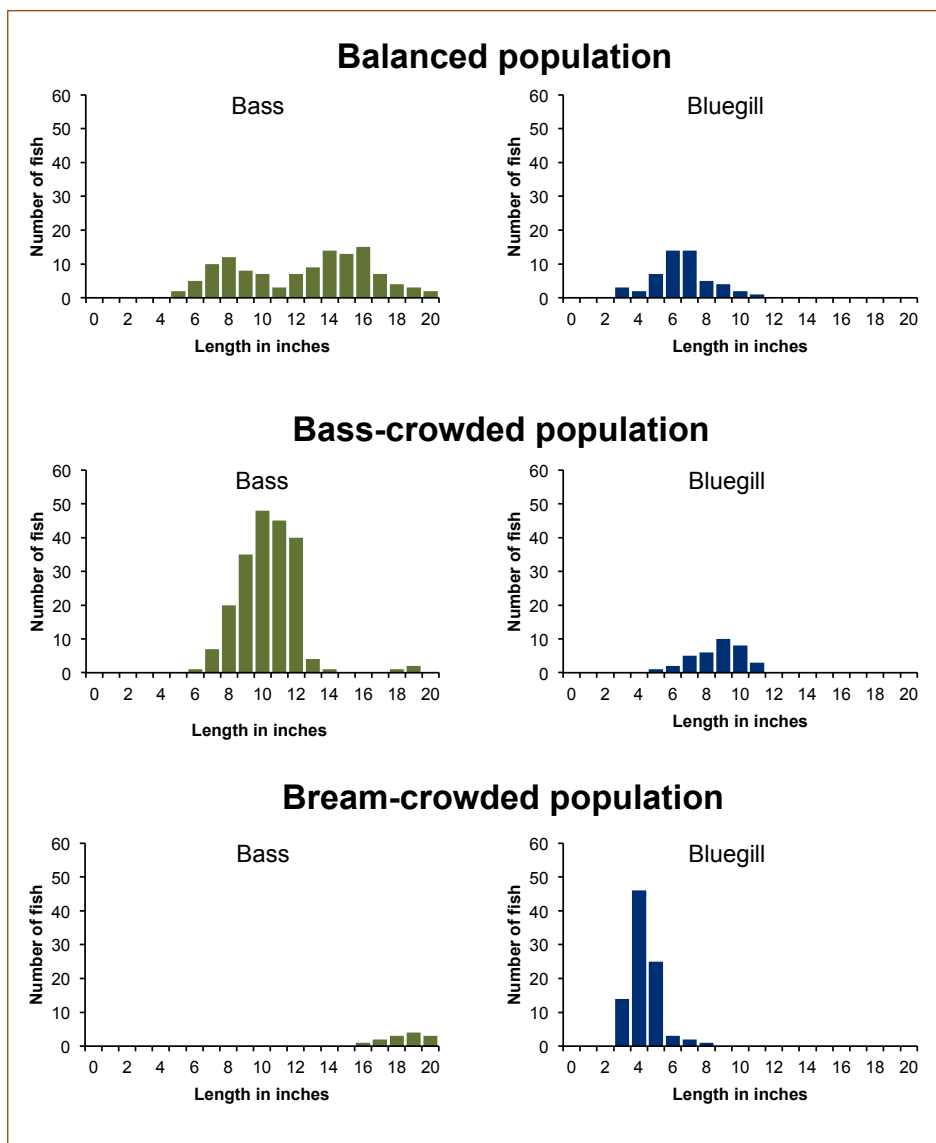 Balanced population
Bass
60
50
40
30
20
10
0
Number of fish
0 2 4 6 8 10 12 14 16 18 20
Length in inches
Bluegill
60
50
40
30
20
10
0
Number of fish
0 2 4 6 8 10 12 14 16 18 20
Length in inches
Bass-crowded population
Bass
60
50
40
30
20
10
0
Number of fish
0 2 4 6 8 10 12 14 16 18 20
Length in inches
Bluegill
60
50
40
30
20
10
0
Number of fish
0 2 4 6 8 10 12 14 16 18 20
Length in inches
Bream-crowded population
Bass
60
50
40
30
20
10
0
Number of fish
0 2 4 6 8 10 12 14 16 18 20
Length in inches
Bluegill
60
50
40
30
20
10
0
Number of fish
0 2 4 6 8 10 12 14 16 18 20
Length in inches